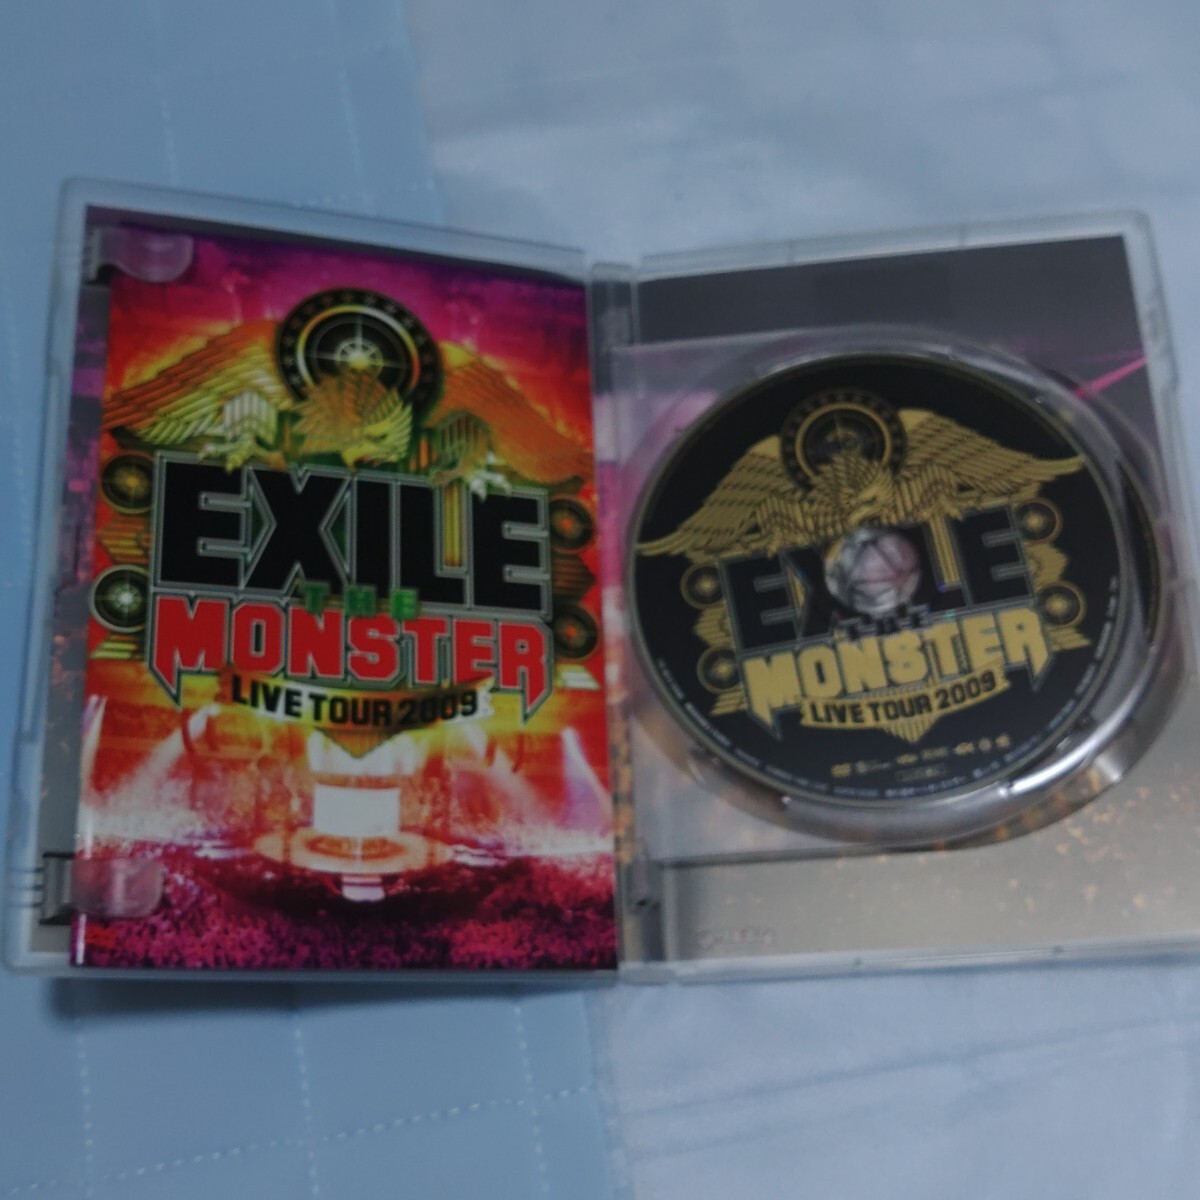 EXILE
THE
MONSTER
LIVE TOUR 2009
EXILE
THE
MONSTER
LIVE TOUR 2009